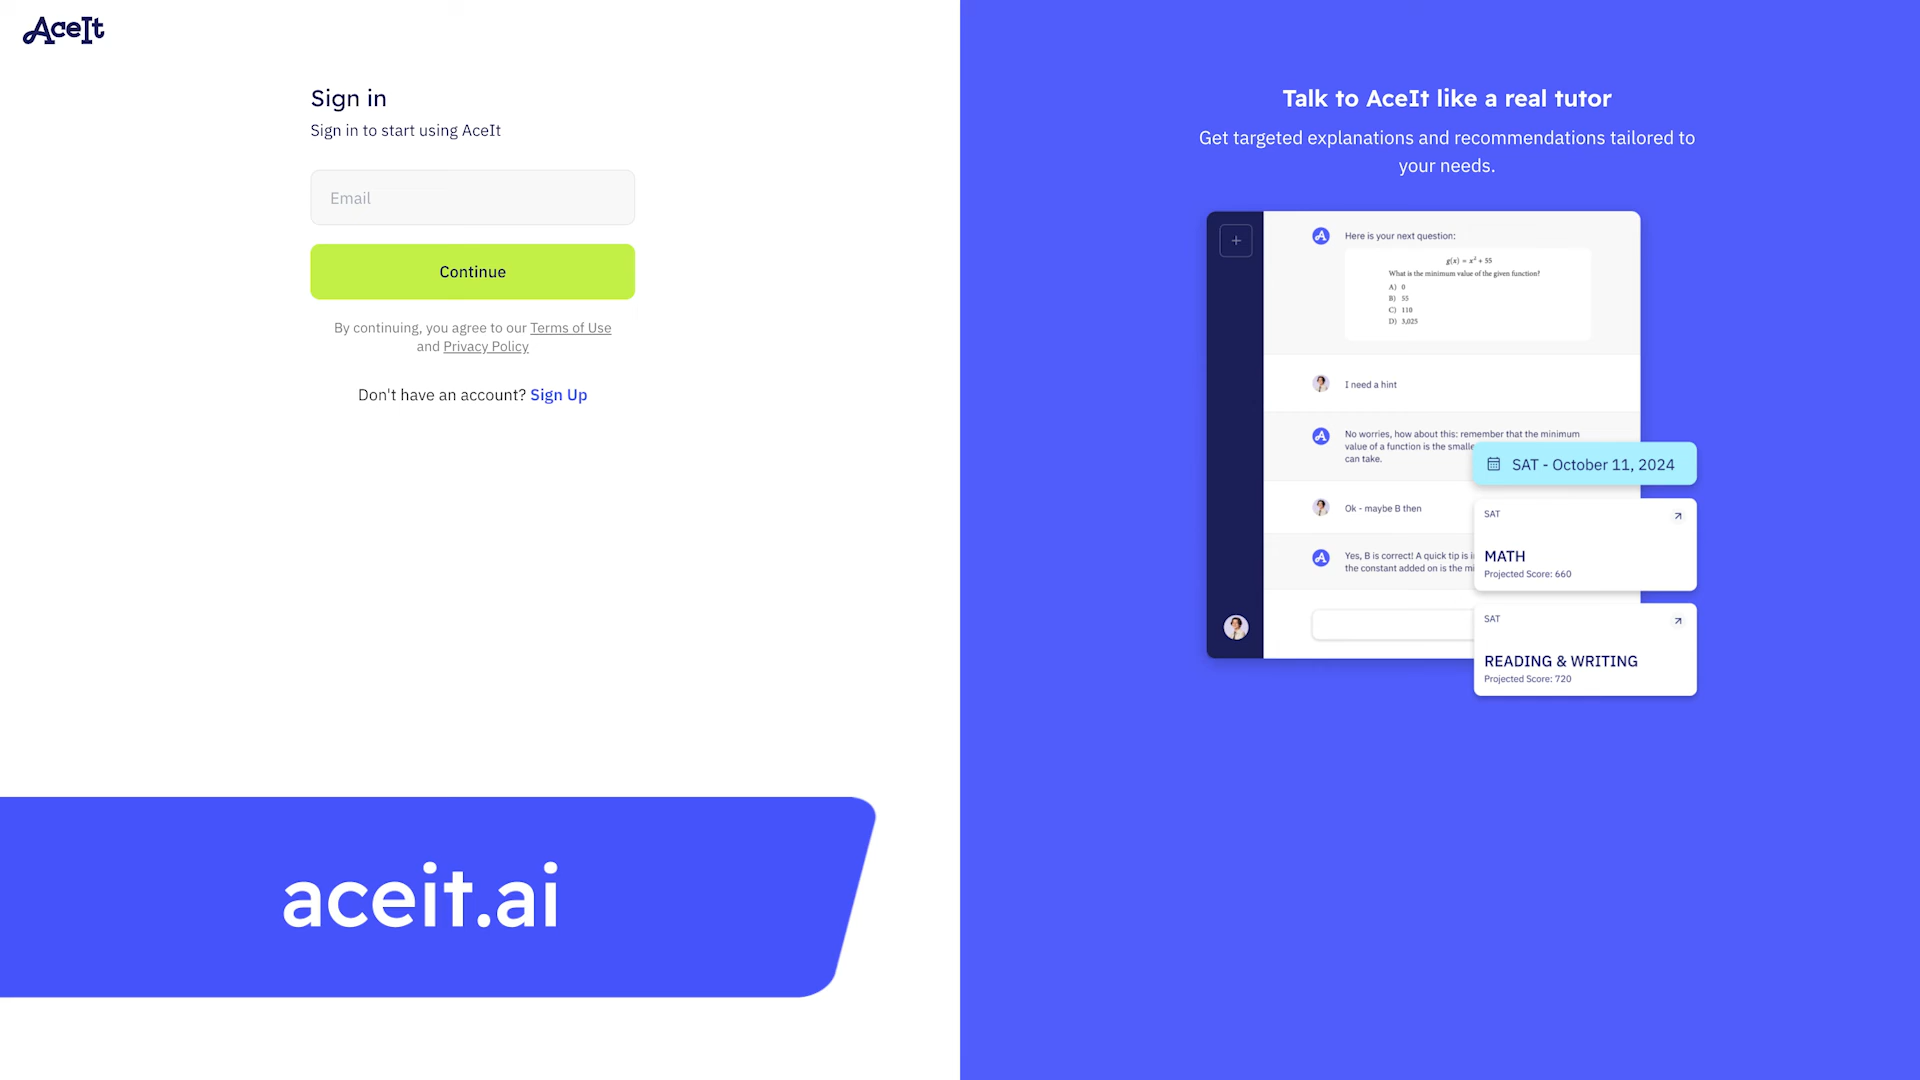 AceIt
Sign in
Sign in to start using AceIt
Email
Continue
By continuing, you agree to our Terms of Use
and Privacy Policy
Don't have an account? Sign Up
aceit.ai
Talk to AceIt like a real tutor
Get targeted explanations and recommendations tailored to
your needs.
Here is your next question:
g(x) = x² + 55
What is the minimum value of the given function?
A) 0
B) 55
C) 110
D) 3,025
I need a hint
No worries, how about this: remember that the minimum
value of a function is the smalle
can take.
Ok - maybe B then
Yes, B is correct! A quick tip is i
the constant added on is the mi
SAT - October 11, 2024
SAT
MATH
Projected Score: 660
SAT
READING & WRITING
Projected Score: 720